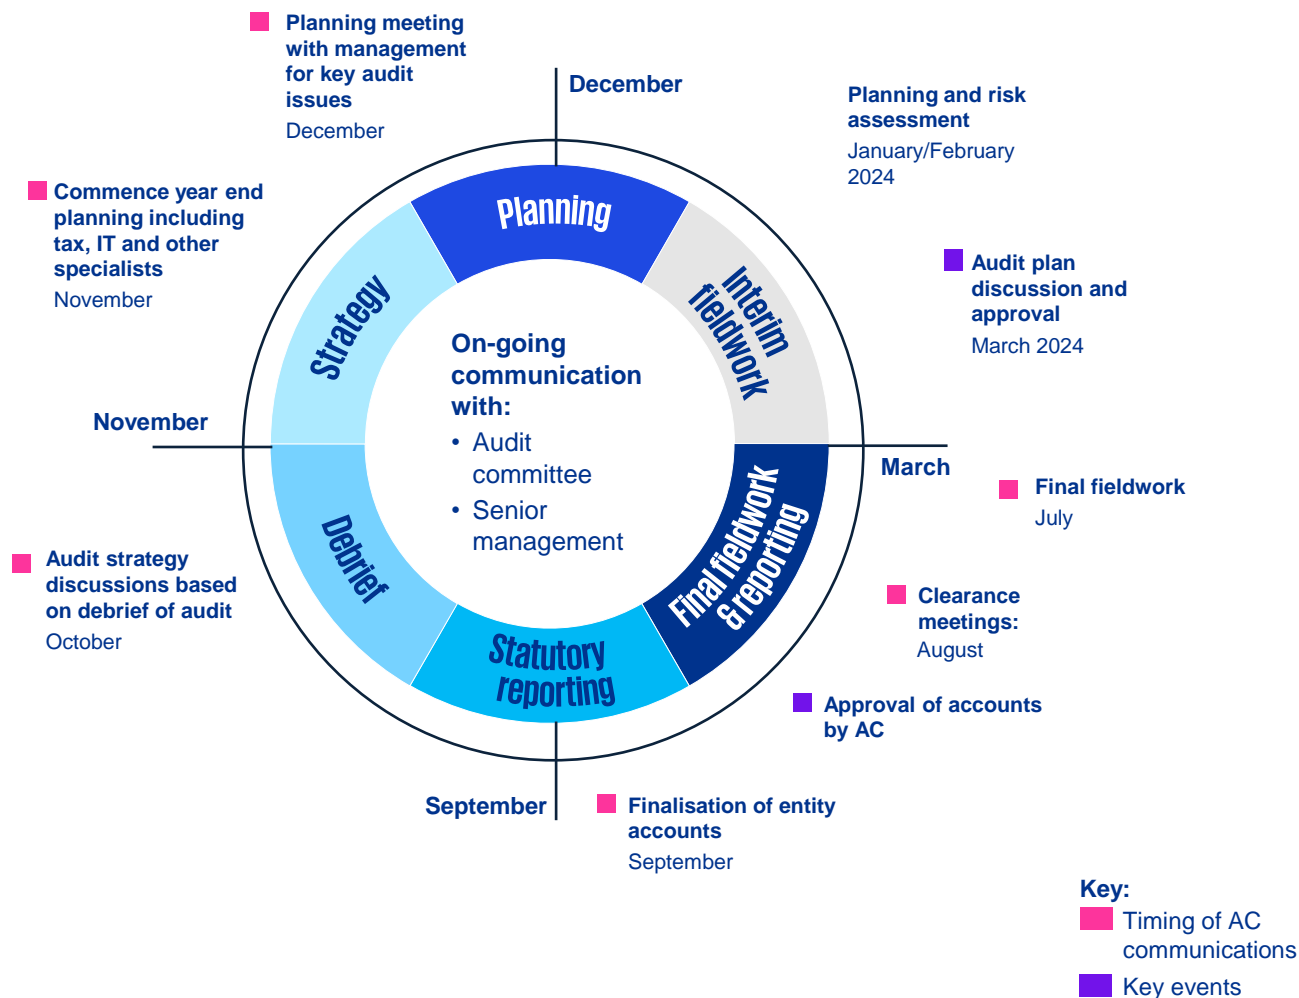 Planning meeting
with management
for key audit
issues
December
December
Planning and risk
assessment
January/February
2024
Commence year end
planning including
tax, IT and other
specialists
November
Audit plan
discussion and
approval
March 2024
Planning
Interim
fieldwork
Strategy
On-going
communication
with:
• Audit
committee
• Senior
management
November
March
Final fieldwork
July
Final fieldwork
& reporting
Debrief
Audit strategy
discussions based
on debrief of audit
October
Clearance
meetings:
August
Statutory
reporting
Approval of accounts
by AC
September
Finalisation of entity
accounts
September
Key:
Timing of AC
communications
Key events